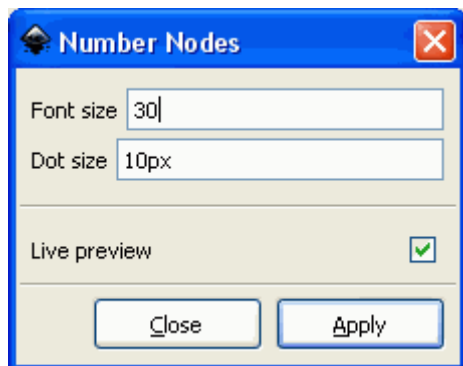 Number Nodes
Font size 30
Dot size 10px
Live preview
Close Apply